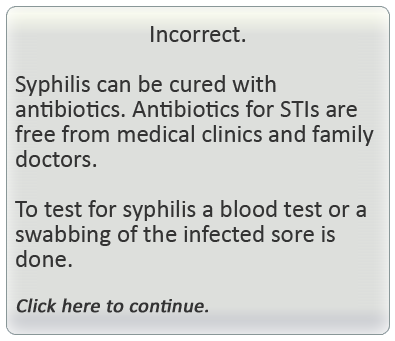 Incorrect.
Syphilis can be cured with
antibiotics. Antibiotics for STIs are
free from medical clinics and family
doctors.
To test for syphilis a blood test or a
swabbing of the infected sore is
done.
Click here to continue.